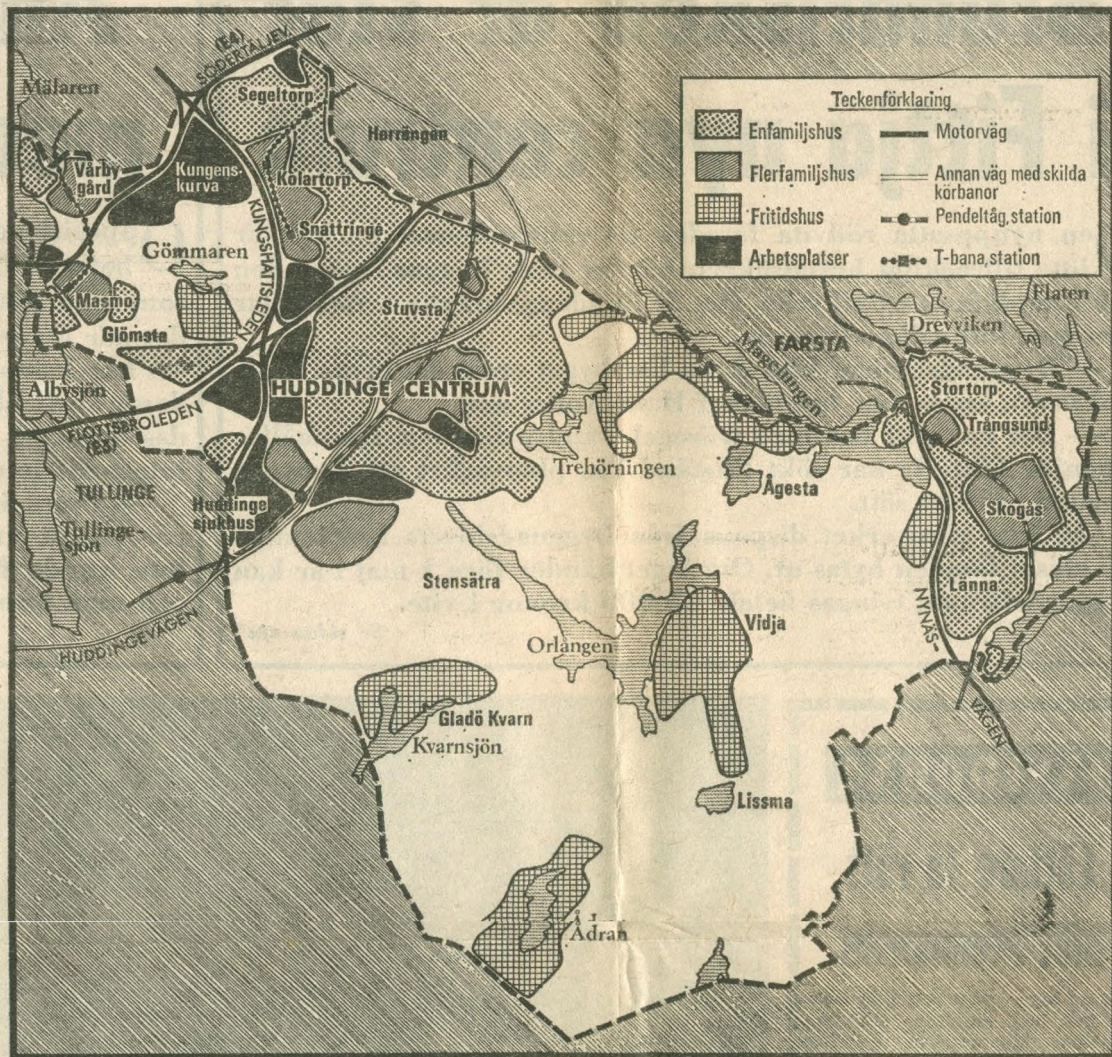 (E4)
SÖDERTÄLJEV.
Mälaren
Segeltorp
Vårby
gård
Kungens-
kurva
Kolartorp
Snättringe
KUNGSHATTSLEDEN
Gömmaren
Masmo
Glömsta
Stuvsta
Albysjön
HUDDINGE CENTRUM
FLOTTSBROLEDEN
(E3)
TULLINGE
Tullinge-
sjön
Huddinge
sjukhus
HUDDINGEVÄGEN
Teckenförklaring
Enfamiljshus
Flerfamiljshus
Fritidshus
Arbetsplatser
Motorväg
Annan väg med skilda
körbanor
Pendeltåg, station
T-bana, station
Flaten
Drevviken
FARSTA
Magelungen
Stortorp
Trångsund
Trehörningen
Ågesta
Skogås
Länna
NYNÄS-
VÄGEN
Stensätra
Orlången
Vidja
Gladö Kvarn
Kvarnsjön
Lissma
Ådran